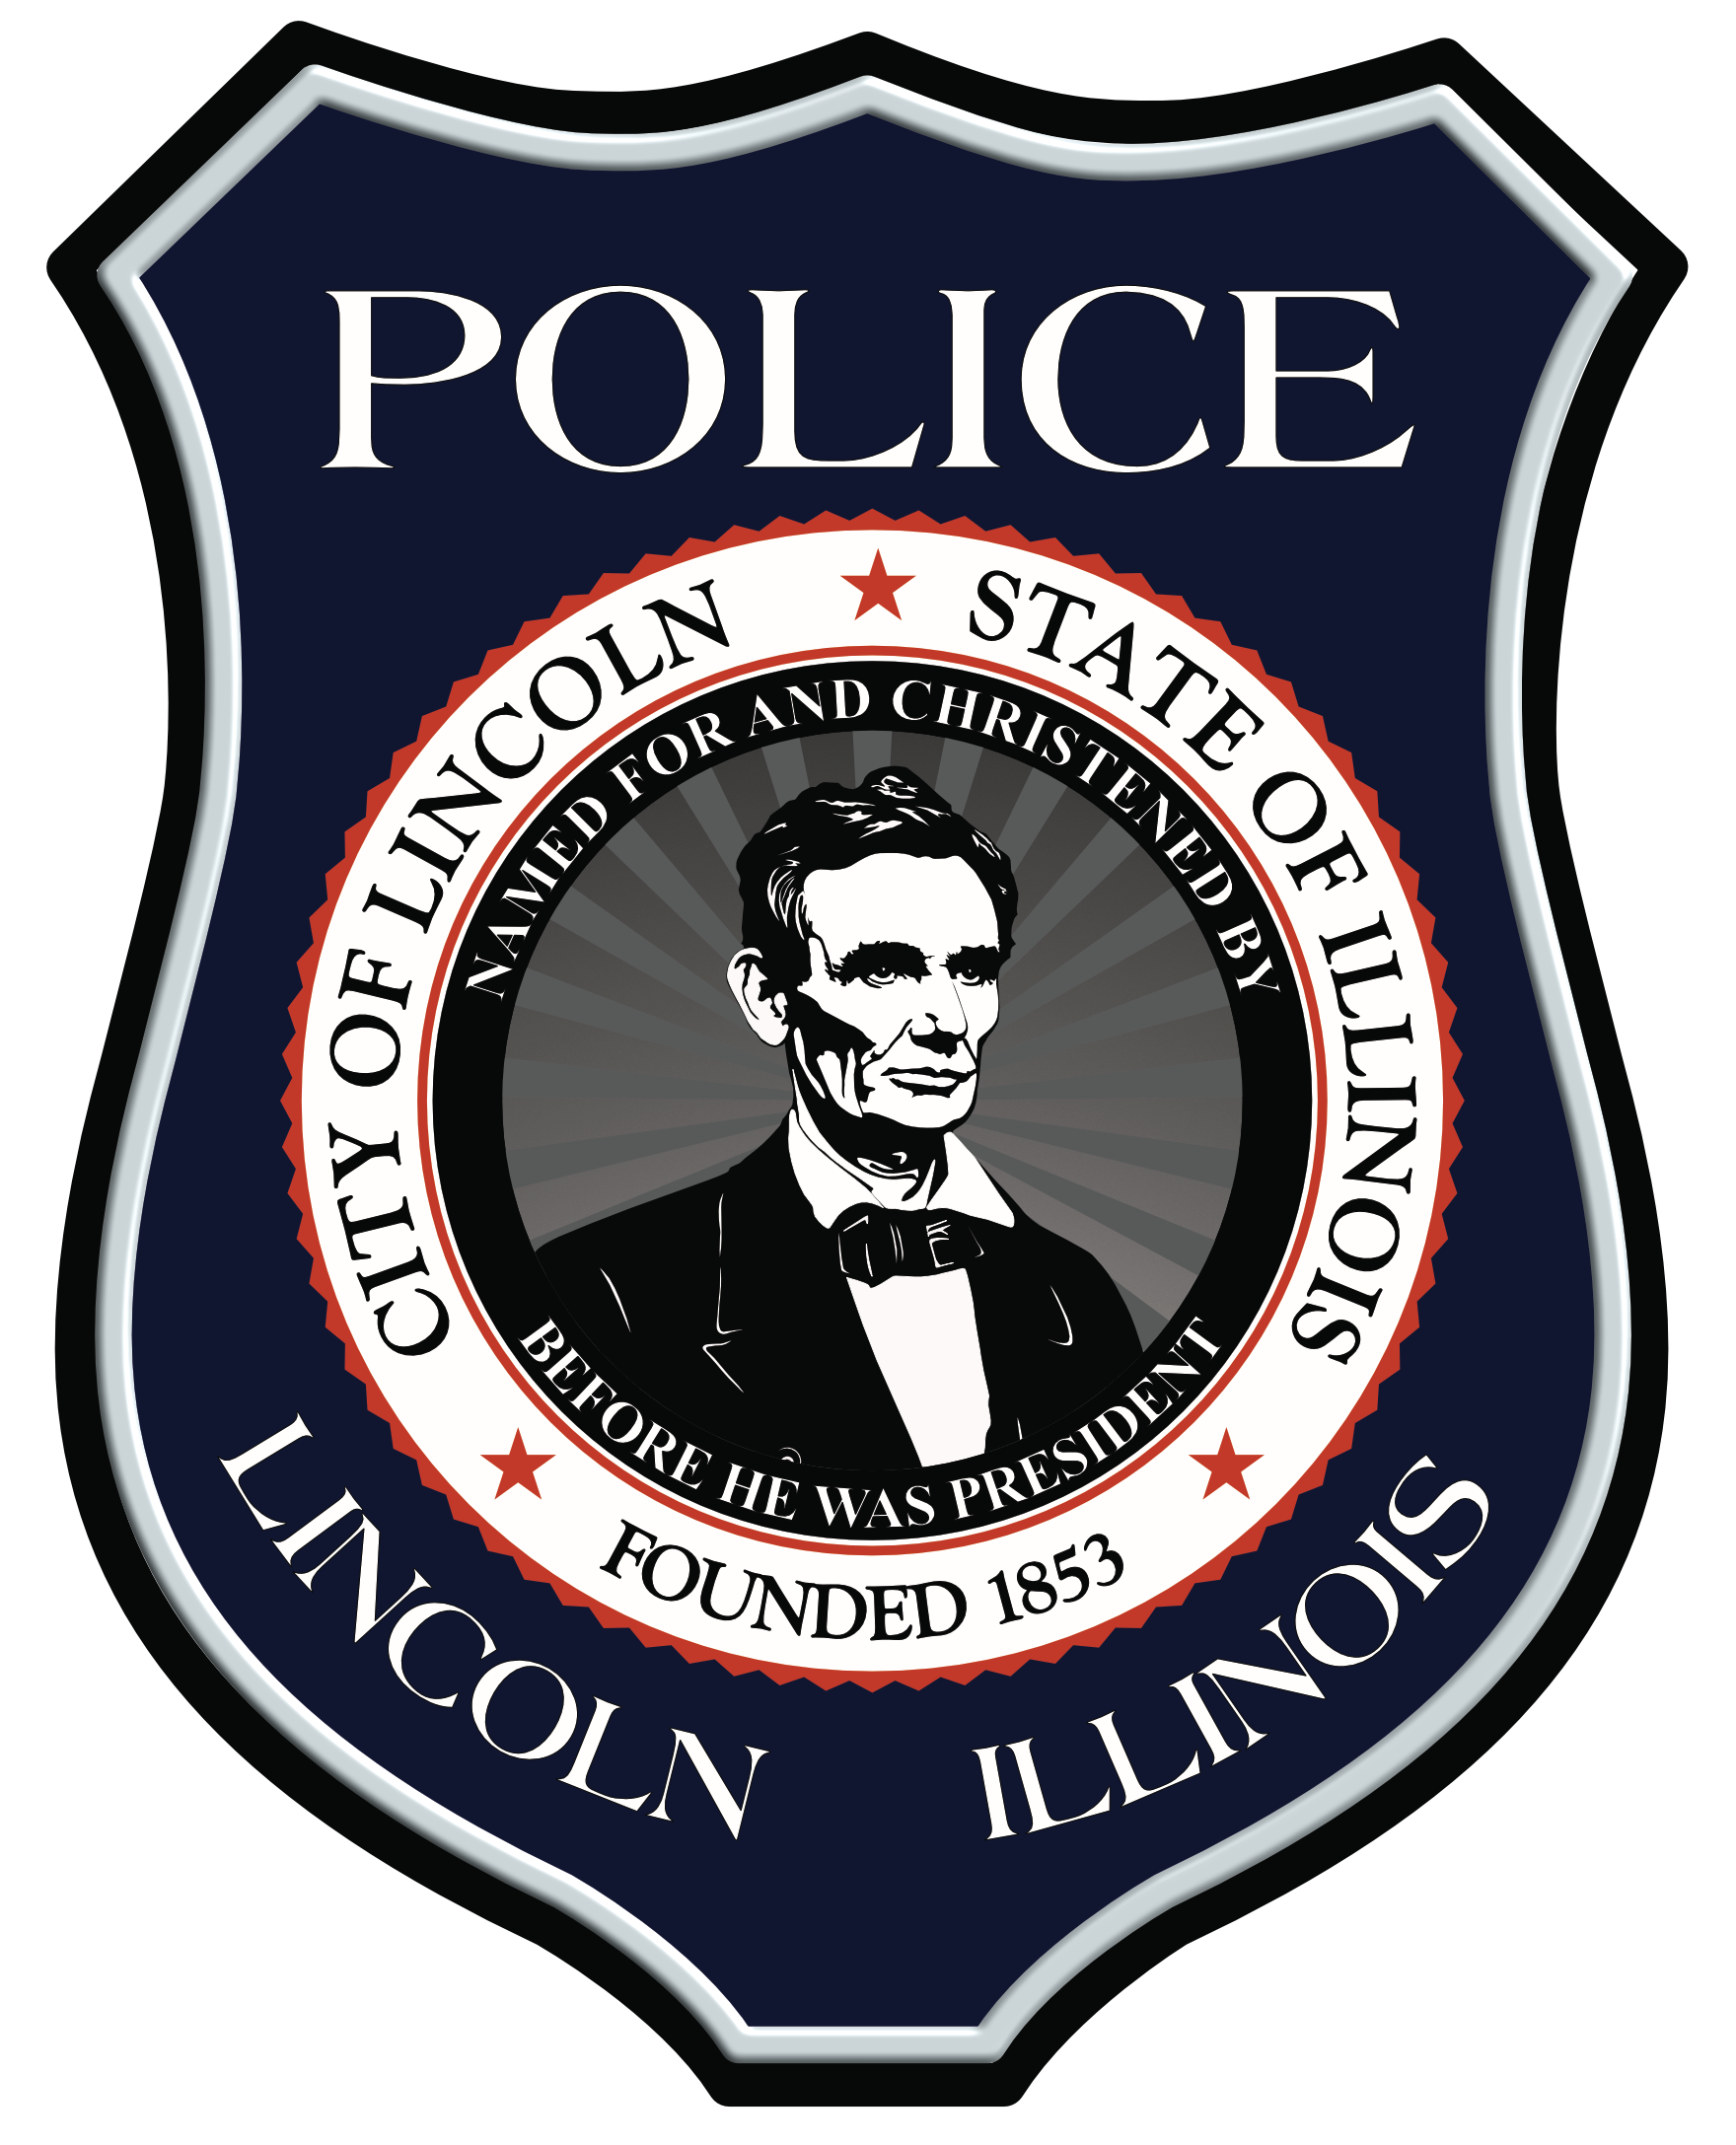 POLICE
CITY OF LINCOLN STATE OF ILLINOIS
NAMED FOR AND CHRISTENED BY
BEFORE HE WAS PRESIDENT
FOUNDED 1853
LINCOLN ILLINOIS